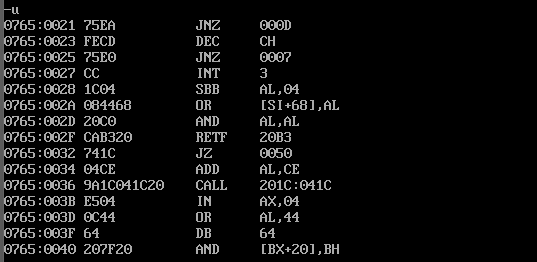 -u
0765:0021 75EA JNZ 000D
0765:0023 FECD DEC CH
0765:0025 75E0 JNZ 0007
0765:0027 CC INT 3
0765:0028 1C04 SBB AL,04
0765:002A 084468 OR [SI+68],AL
0765:002D 20C0 AND AL,AL
0765:002F CAB320 RETF 20B3
0765:0032 741C JZ 0050
0765:0034 04CE ADD AL,CE
0765:0036 9A1C041C20 CALL 201C:041C
0765:003B E504 IN AX,04
0765:003D 0C44 OR AL,44
0765:003F 64 DB 64
0765:0040 207F20 AND [BX+20],BH